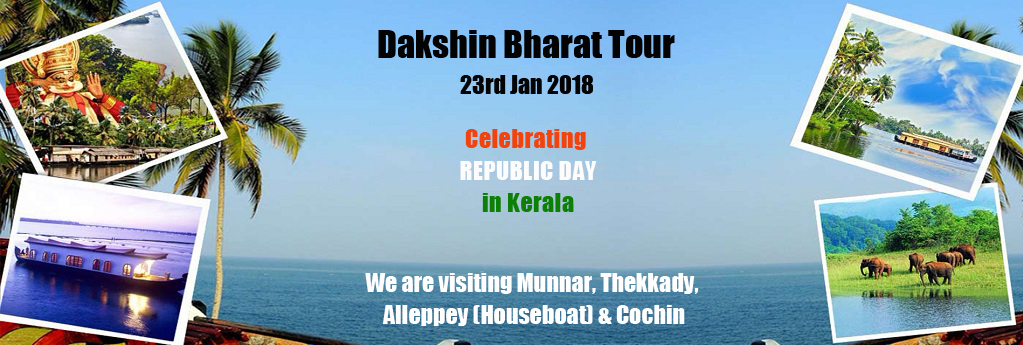 Dakshin Bharat Tour
23rd Jan 2018
Celebrating
REPUBLIC DAY
in Kerala
We are visiting Munnar, Thekkady,
Alleppey (Houseboat) & Cochin